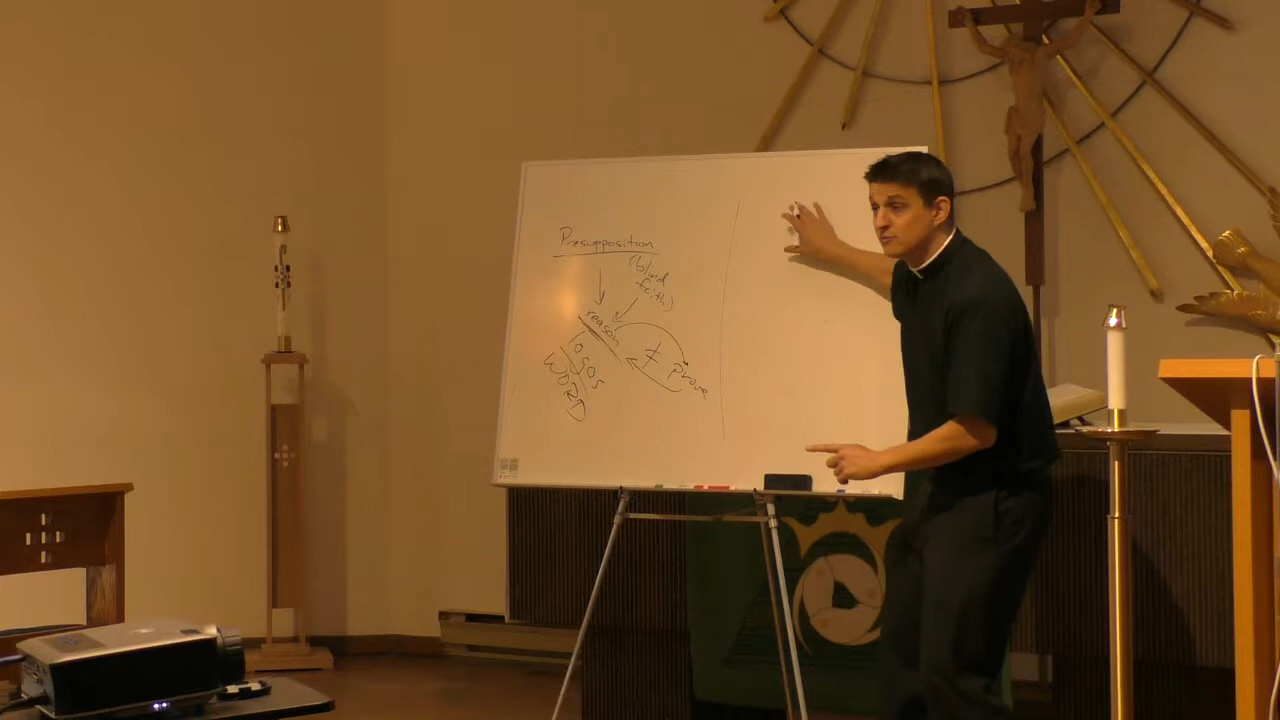 Presupposition
(blind
faith)
reason
≠
prove
logos
WORD